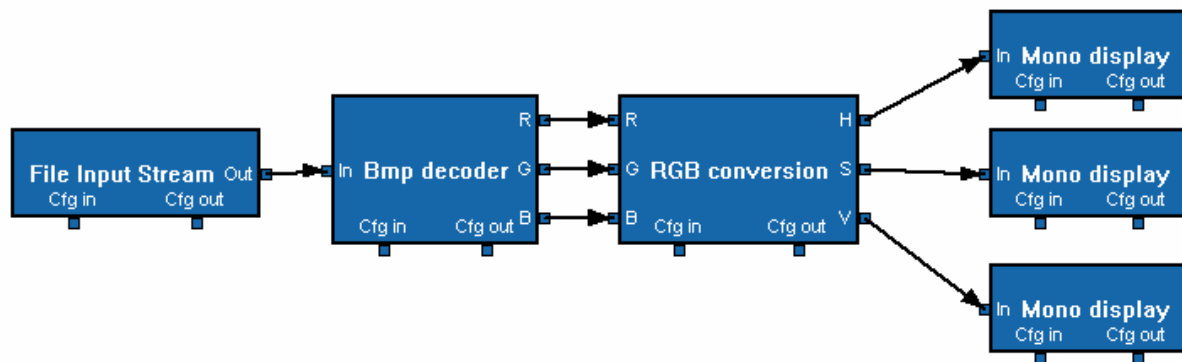 File Input Stream Out
Cfg in Cfg out
In Bmp decoder R G B
Cfg in Cfg out
R G B RGB conversion H S V
Cfg in Cfg out
In Mono display
Cfg in Cfg out
In Mono display
Cfg in Cfg out
In Mono display
Cfg in Cfg out